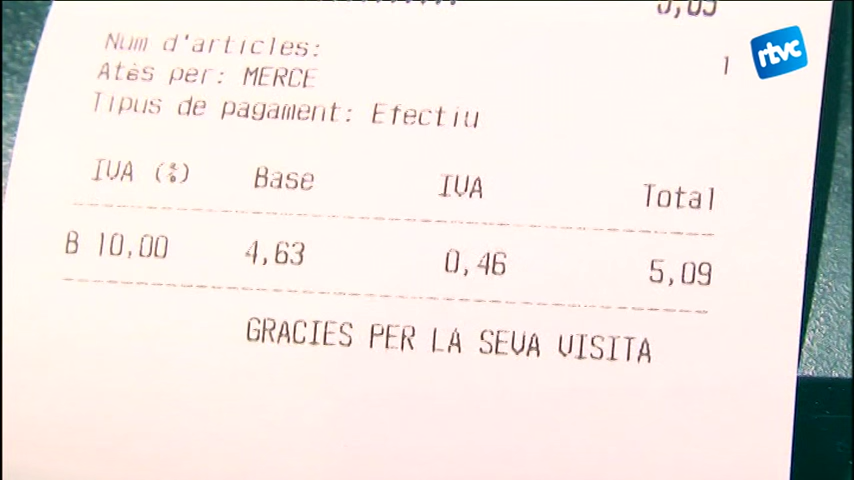 Num d'articles: 1
rtvc
Atès per: MERCE
Tipus de pagament: Efectiu
IVA (%) Base IVA Total
B 10,00 4,63 0,46 5,09
GRACIES PER LA SEVA VISITA